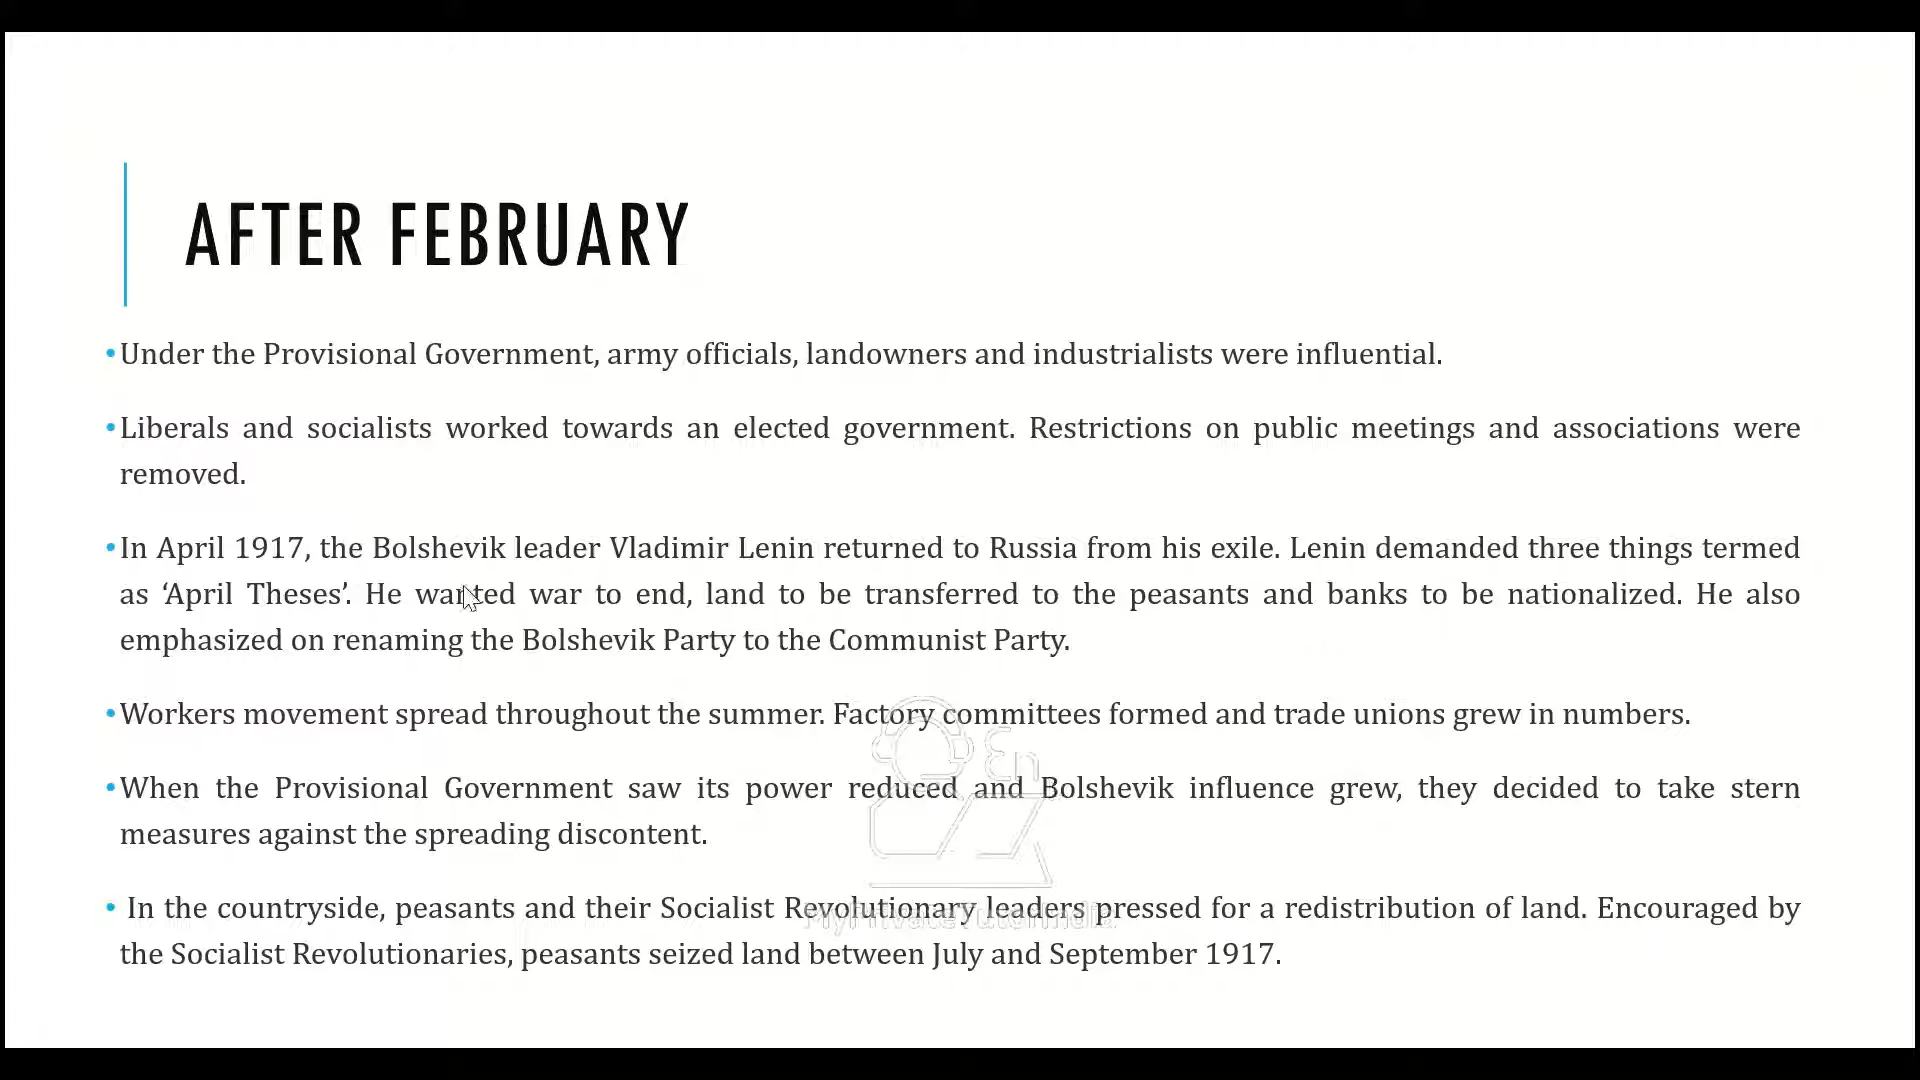 AFTER FEBRUARY
•Under the Provisional Government, army officials, landowners and industrialists were influential.
•Liberals and socialists worked towards an elected government. Restrictions on public meetings and associations were
removed.
•In April 1917, the Bolshevik leader Vladimir Lenin returned to Russia from his exile. Lenin demanded three things termed
as ‘April Theses’. He wanted war to end, land to be transferred to the peasants and banks to be nationalized. He also
emphasized on renaming the Bolshevik Party to the Communist Party.
•Workers movement spread throughout the summer. Factory committees formed and trade unions grew in numbers.
•When the Provisional Government saw its power reduced and Bolshevik influence grew, they decided to take stern
measures against the spreading discontent.
• In the countryside, peasants and their Socialist Revolutionary leaders pressed for a redistribution of land. Encouraged by
the Socialist Revolutionaries, peasants seized land between July and September 1917.
En
MyPrivateTutorIndia